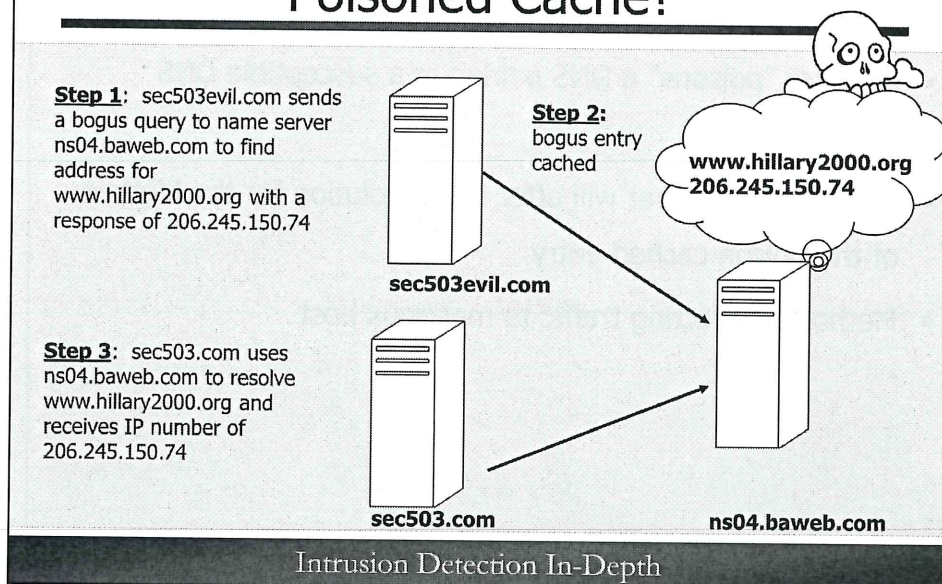 Poisoned Cache?
Step 1: sec503evil.com sends
a bogus query to name server
ns04.baweb.com to find
address for
www.hillary2000.org with a
response of 206.245.150.74
Step 2:
bogus entry
cached
www.hillary2000.org
206.245.150.74
sec503evil.com
Step 3: sec503.com uses
ns04.baweb.com to resolve
www.hillary2000.org and
receives IP number of
206.245.150.74
sec503.com
ns04.baweb.com
Intrusion Detection In-Depth